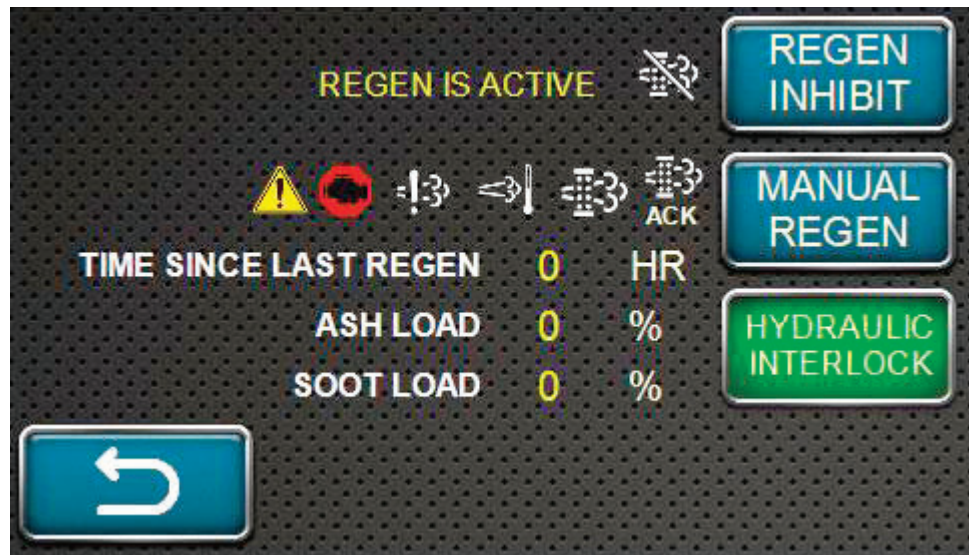 REGEN IS ACTIVE
REGEN
INHIBIT
ACK
MANUAL
REGEN
TIME SINCE LAST REGEN 0 HR
ASH LOAD 0 %
SOOT LOAD 0 %
HYDRAULIC
INTERLOCK